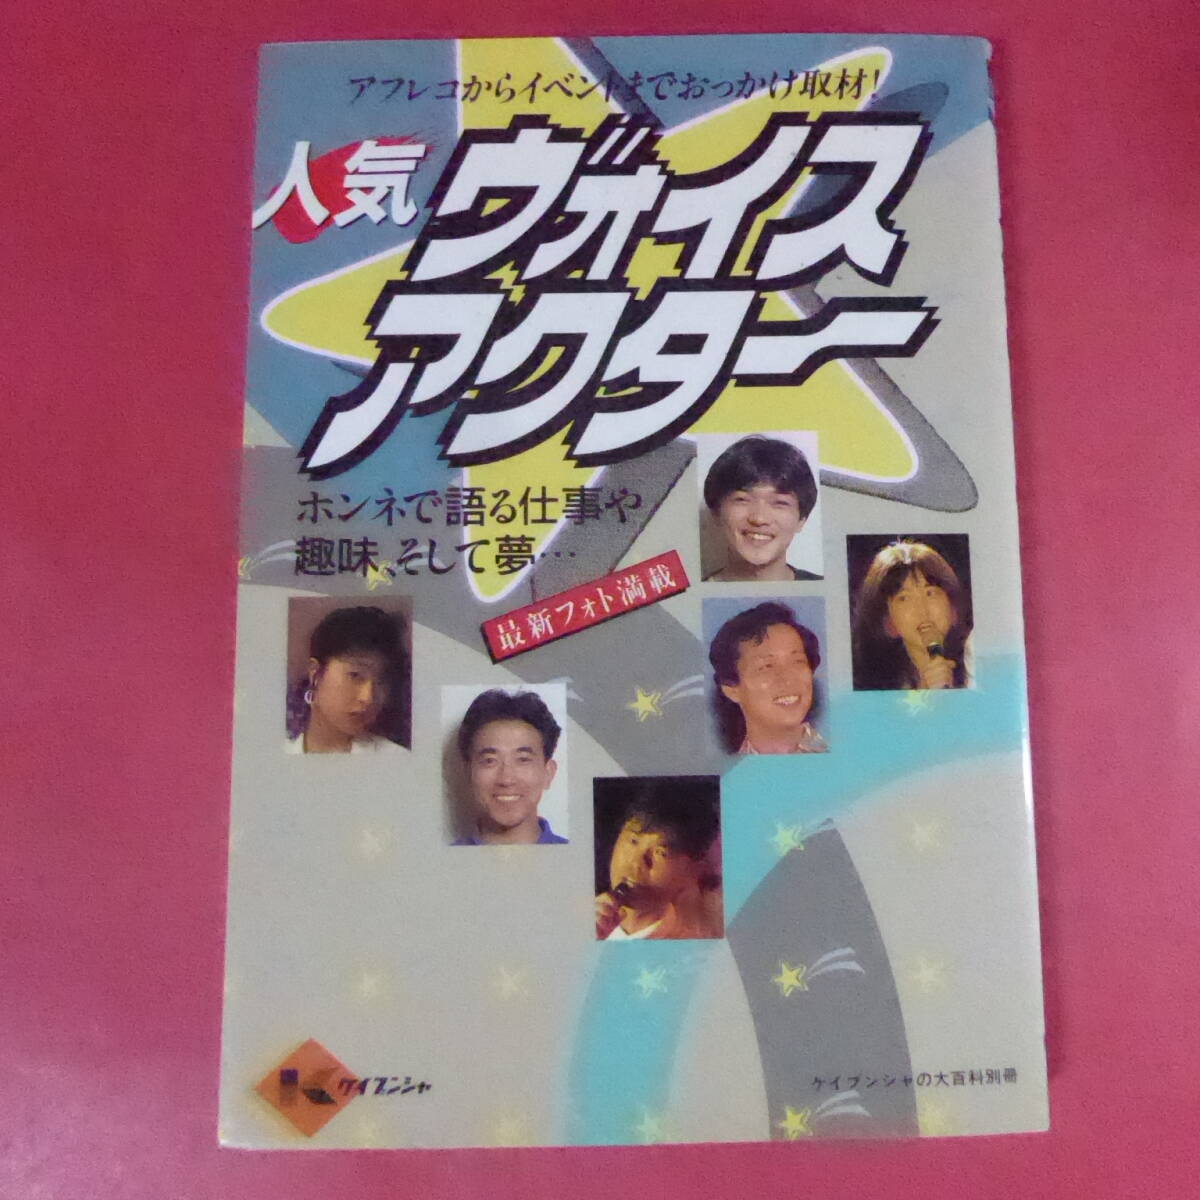 アフレコからイベントまでおっかけ取材！
人気
ヴォイス
アクター
ホンネで語る仕事や
趣味、そして夢…
最新フォト満載
ケイブンシャ
ケイブンシャの大百科別冊